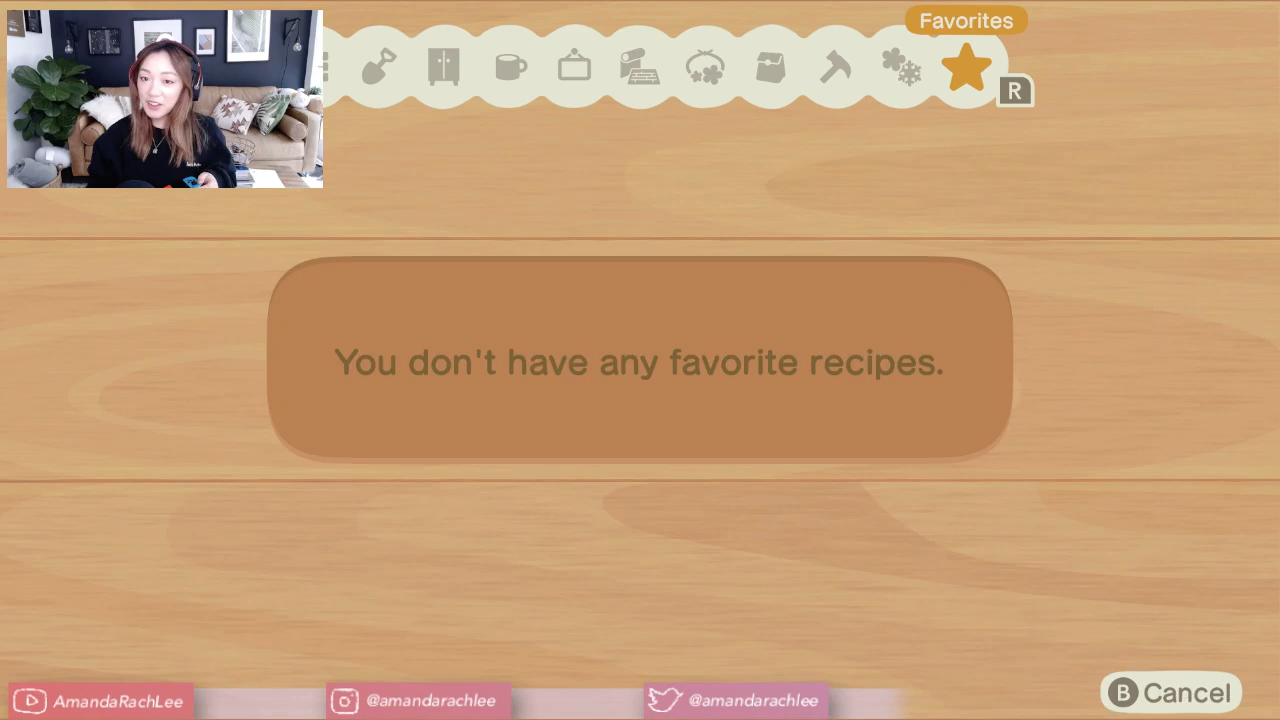 Favorites
R
You don't have any favorite recipes.
AmandaRachLee
@amandarachlee
@amandarachlee
B Cancel